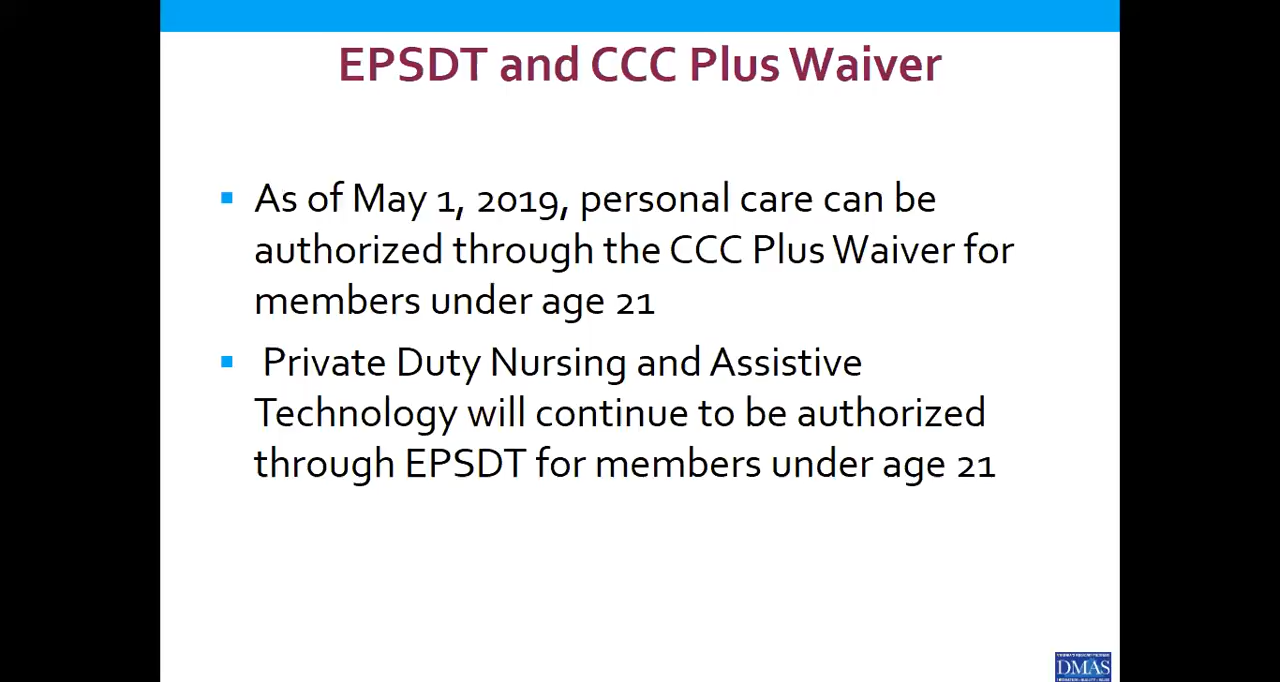 EPSDT and CCC Plus Waiver
As of May 1, 2019, personal care can be
authorized through the CCC Plus Waiver for
members under age 21
Private Duty Nursing and Assistive
Technology will continue to be authorized
through EPSDT for members under age 21
DMAS